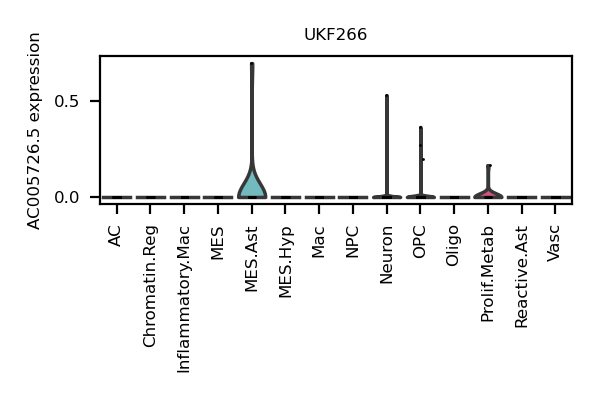 UKF266
AC005726.5 expression
0.5
0.0
AC
Chromatin.Reg
Inflammatory.Mac
MES
MES.Ast
MES.Hyp
Mac
NPC
Neuron
OPC
Oligo
Prolif.Metab
Reactive.Ast
Vasc